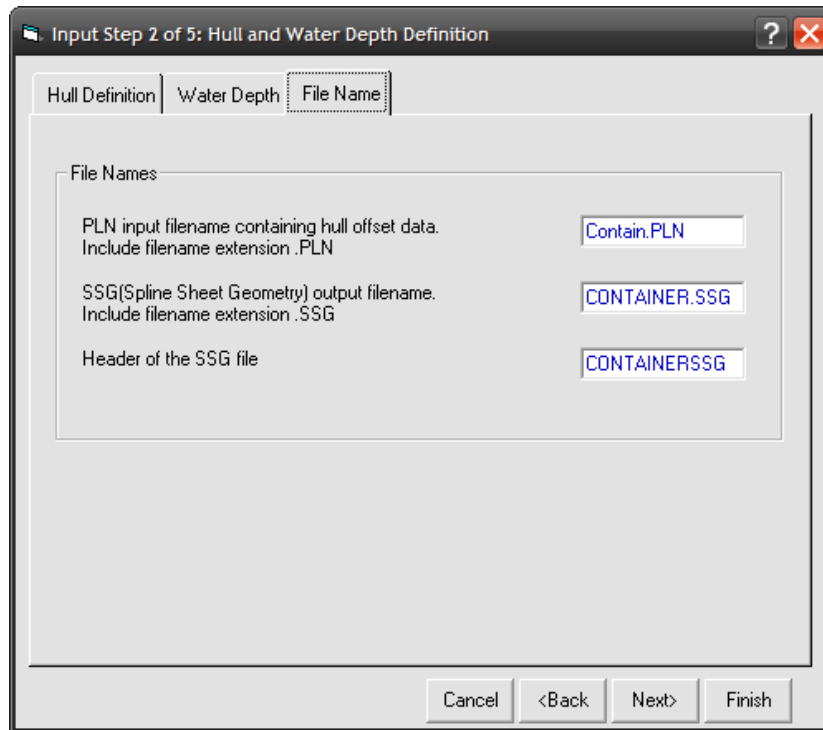 Input Step 2 of 5: Hull and Water Depth Definition
?
Hull Definition
Water Depth
File Name
File Names
PLN input filename containing hull offset data.
Include filename extension .PLN
Contain.PLN
SSG(Spline Sheet Geometry) output filename.
Include filename extension .SSG
CONTAINER.SSG
Header of the SSG file
CONTAINERSSG
Cancel
<Back
Next>
Finish